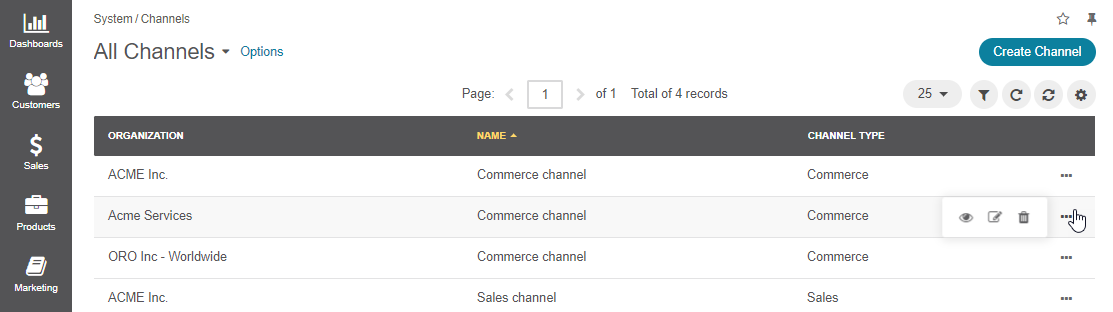 System / Channels
All Channels Options
Create Channel
Page: 1 of 1 Total of 4 records 25
ORGANIZATION NAME CHANNEL TYPE
ACME Inc. Commerce channel Commerce
Acme Services Commerce channel Commerce
ORO Inc - Worldwide Commerce channel Commerce
ACME Inc. Sales channel Sales
Dashboards
Customers
Sales
Products
Marketing